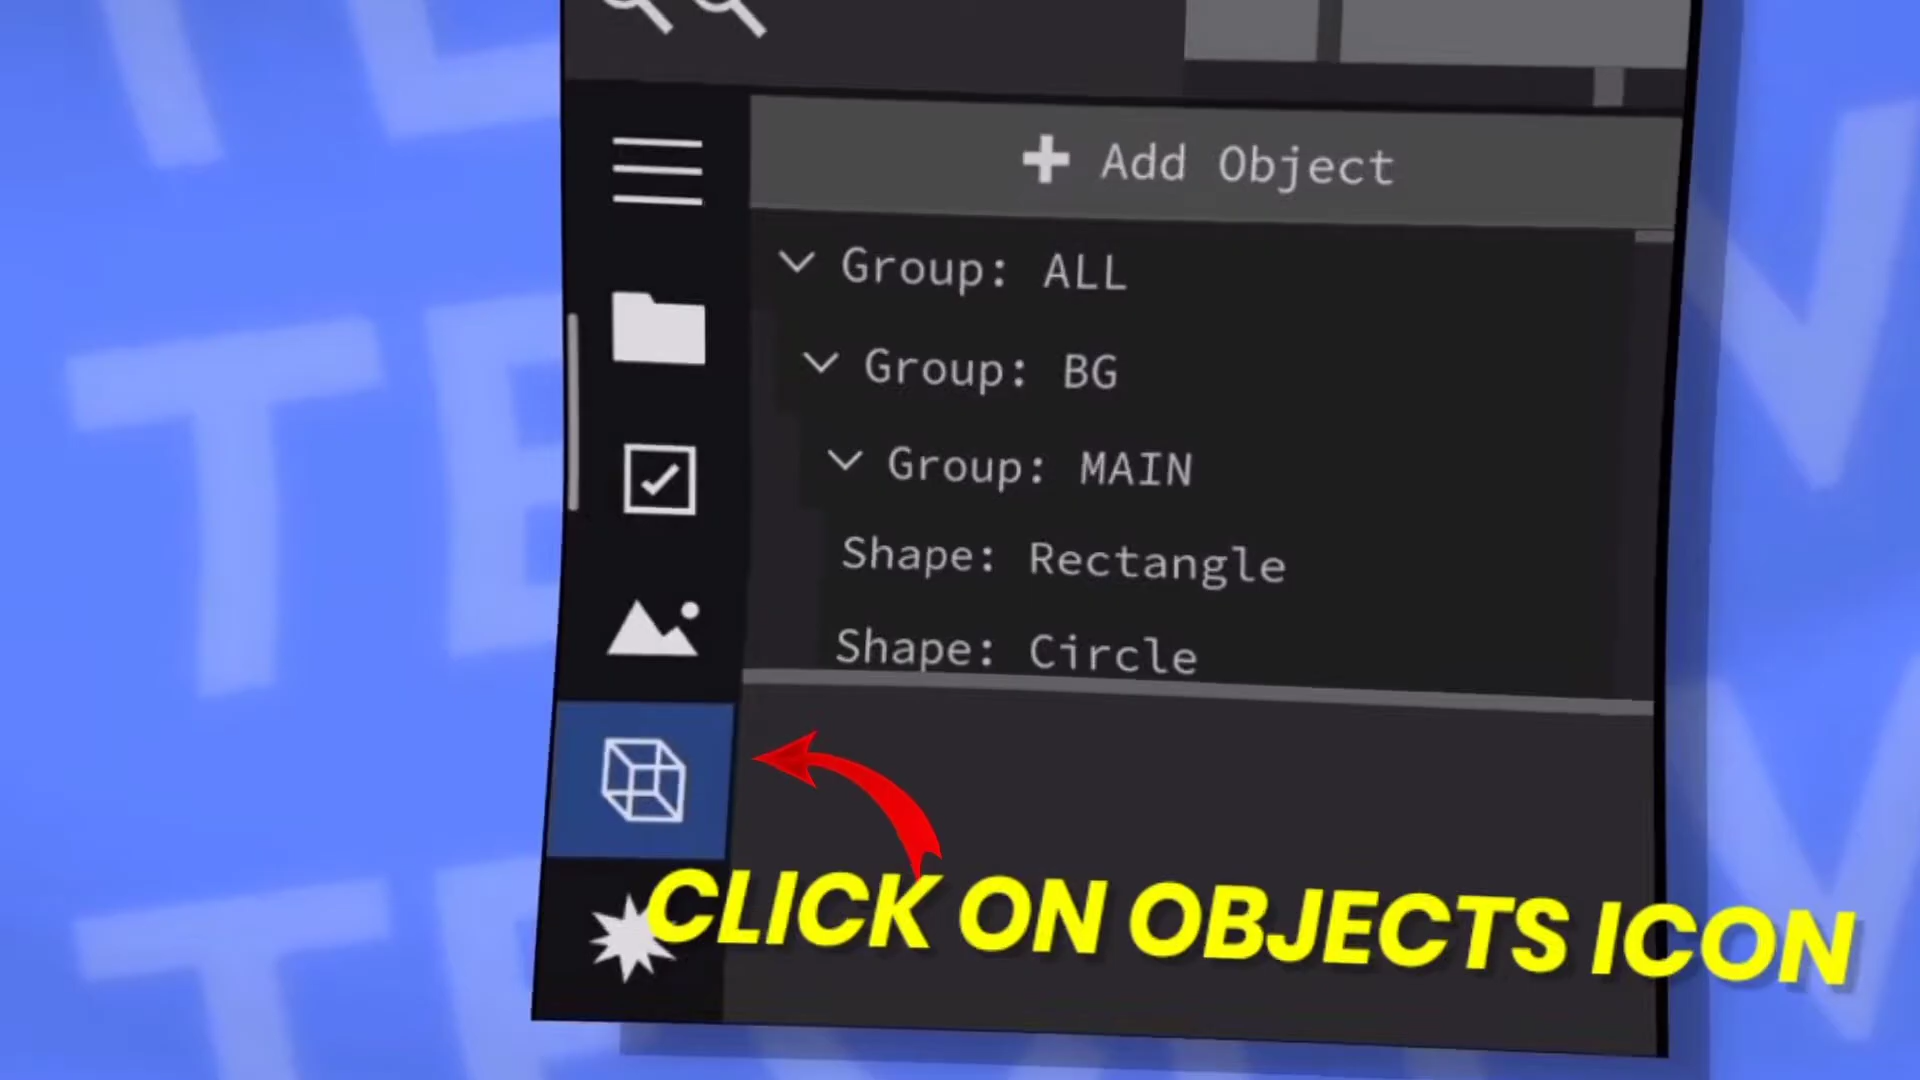 Add Object
Group: ALL
Group: BG
Group: MAIN
Shape: Rectangle
Shape: Circle
CLICK ON OBJECTS ICON